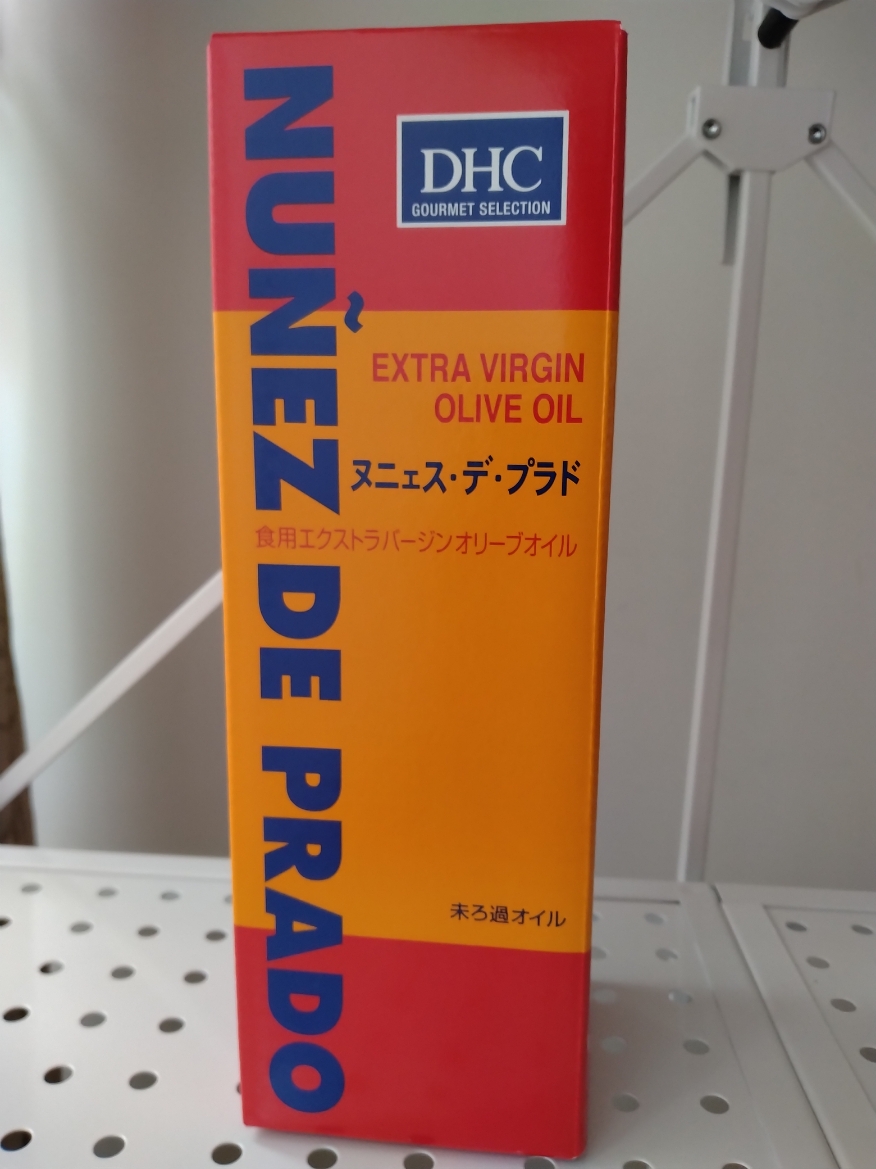 NUÑEZ DE PRADO
DHC
GOURMET SELECTION
EXTRA VIRGIN
OLIVE OIL
ヌニェス・デ・プラド
食用エクストラバージンオリーブオイル
未ろ過オイル